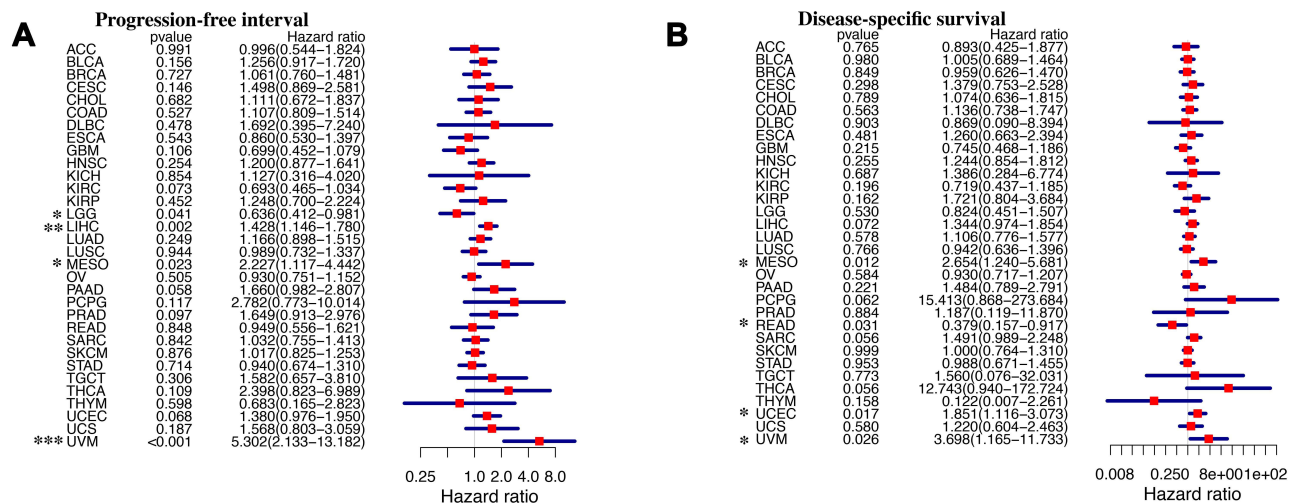 A
Progression-free interval
pvalue Hazard ratio
ACC 0.991 0.996(0.544−1.824)
BLCA 0.156 1.256(0.917−1.720)
BRCA 0.727 1.061(0.760−1.481)
CESC 0.146 1.498(0.869−2.581)
CHOL 0.682 1.111(0.672−1.837)
COAD 0.527 1.107(0.809−1.514)
DLBC 0.478 1.692(0.395−7.240)
ESCA 0.543 0.860(0.530−1.397)
GBM 0.106 0.699(0.452−1.079)
HNSC 0.254 1.200(0.877−1.641)
KICH 0.854 1.127(0.316−4.020)
KIRC 0.073 0.693(0.465−1.034)
KIRP 0.452 1.248(0.700−2.224)
* LGG 0.041 0.636(0.412−0.981)
** LIHC 0.002 1.428(1.146−1.780)
LUAD 0.249 1.166(0.898−1.515)
LUSC 0.944 0.989(0.732−1.337)
* MESO 0.023 2.227(1.117−4.442)
OV 0.505 0.930(0.751−1.152)
PAAD 0.058 1.660(0.982−2.807)
PCPG 0.117 2.782(0.773−10.014)
PRAD 0.097 1.649(0.913−2.976)
READ 0.848 0.949(0.556−1.621)
SARC 0.842 1.032(0.755−1.413)
SKCM 0.876 1.017(0.825−1.253)
STAD 0.714 0.940(0.674−1.310)
TGCT 0.306 1.582(0.657−3.810)
THCA 0.109 2.398(0.823−6.989)
THYM 0.598 0.683(0.165−2.823)
UCEC 0.068 1.380(0.976−1.950)
UCS 0.187 1.568(0.803−3.059)
*** UVM <0.001 5.302(2.133−13.182)
0.25 1.0 2.0 4.0 8.0
Hazard ratio
B
Disease-specific survival
pvalue Hazard ratio
ACC 0.765 0.893(0.425−1.877)
BLCA 0.980 1.005(0.689−1.464)
BRCA 0.849 0.959(0.626−1.470)
CESC 0.298 1.379(0.753−2.528)
CHOL 0.789 1.074(0.636−1.815)
COAD 0.563 1.136(0.738−1.747)
DLBC 0.903 0.869(0.090−8.394)
ESCA 0.481 1.260(0.663−2.394)
GBM 0.215 0.745(0.468−1.186)
HNSC 0.255 1.244(0.854−1.812)
KICH 0.687 1.386(0.284−6.774)
KIRC 0.196 0.719(0.437−1.185)
KIRP 0.162 1.721(0.804−3.684)
LGG 0.530 0.824(0.451−1.507)
LIHC 0.072 1.344(0.974−1.854)
LUAD 0.578 1.106(0.776−1.577)
LUSC 0.766 0.942(0.636−1.396)
* MESO 0.012 2.654(1.240−5.681)
OV 0.584 0.930(0.717−1.207)
PAAD 0.221 1.484(0.789−2.791)
PCPG 0.062 15.413(0.868−273.684)
PRAD 0.884 1.187(0.119−11.870)
* READ 0.031 0.379(0.157−0.917)
SARC 0.056 1.491(0.989−2.248)
SKCM 0.999 1.000(0.764−1.310)
STAD 0.953 0.988(0.671−1.455)
TGCT 0.773 1.560(0.076−32.031)
THCA 0.056 12.743(0.940−172.724)
THYM 0.158 0.122(0.007−2.261)
* UCEC 0.017 1.851(1.116−3.073)
UCS 0.580 1.220(0.604−2.463)
* UVM 0.026 3.698(1.165−11.733)
0.008 0.250 8e+001e+02
Hazard ratio